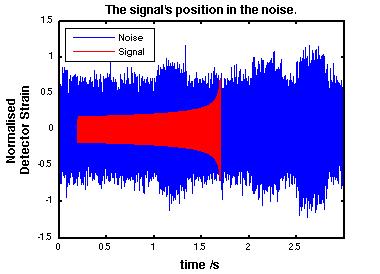 The signal's position in the noise.
1.5
Noise
Signal
1
0.5
0
-0.5
-1
-1.5
Normalised
Detector Strain
0 0.5 1 1.5 2 2.5
time /s